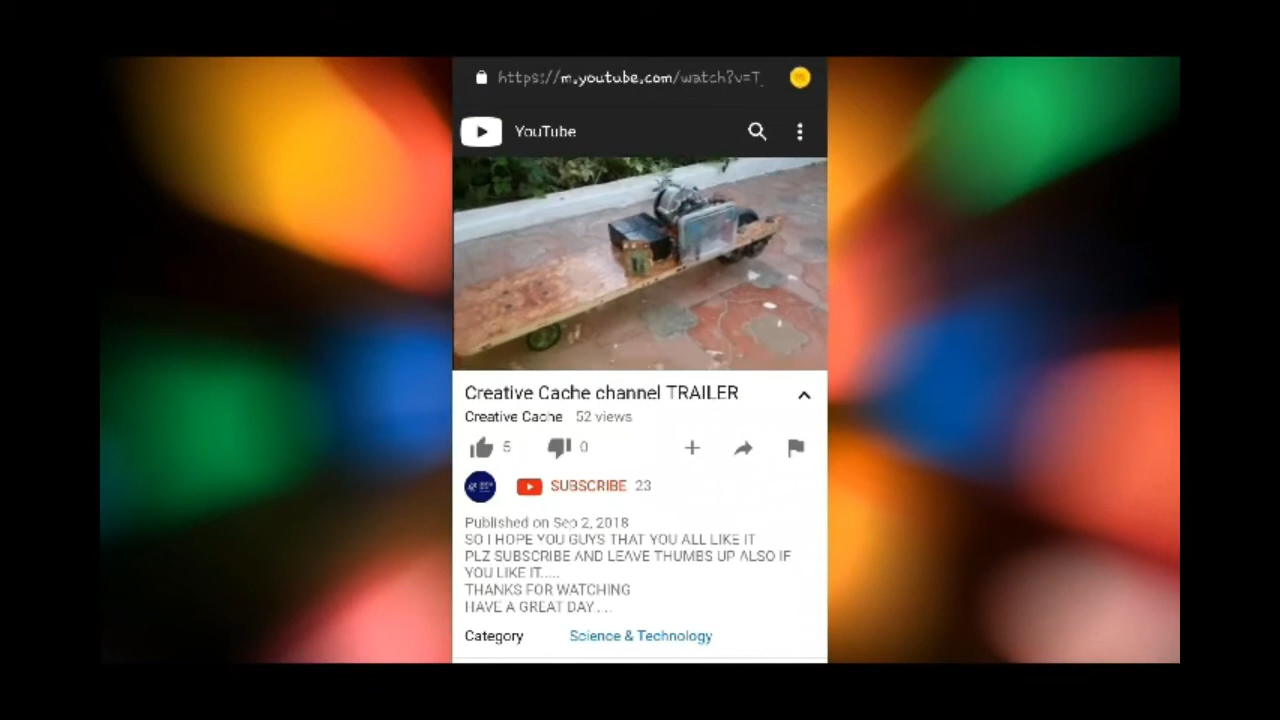 https://m.youtube.com/watch?v=T_
YouTube
Creative Cache channel TRAILER
Creative Cache 52 views
5 0
SUBSCRIBE 23
Published on Sep 2, 2018
SO I HOPE YOU GUYS THAT YOU ALL LIKE IT
PLZ SUBSCRIBE AND LEAVE THUMBS UP ALSO IF
YOU LIKE IT.....
THANKS FOR WATCHING
HAVE A GREAT DAY....
Category Science & Technology